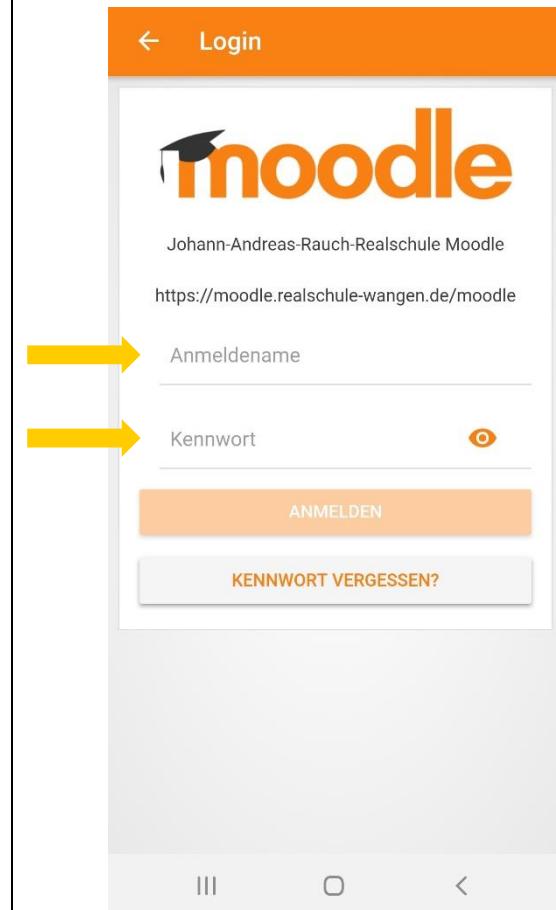 Login
moodle
Johann-Andreas-Rauch-Realschule Moodle
https://moodle.realschule-wangen.de/moodle
Anmeldename
Kennwort
ANMELDEN
KENNWORT VERGESSEN?